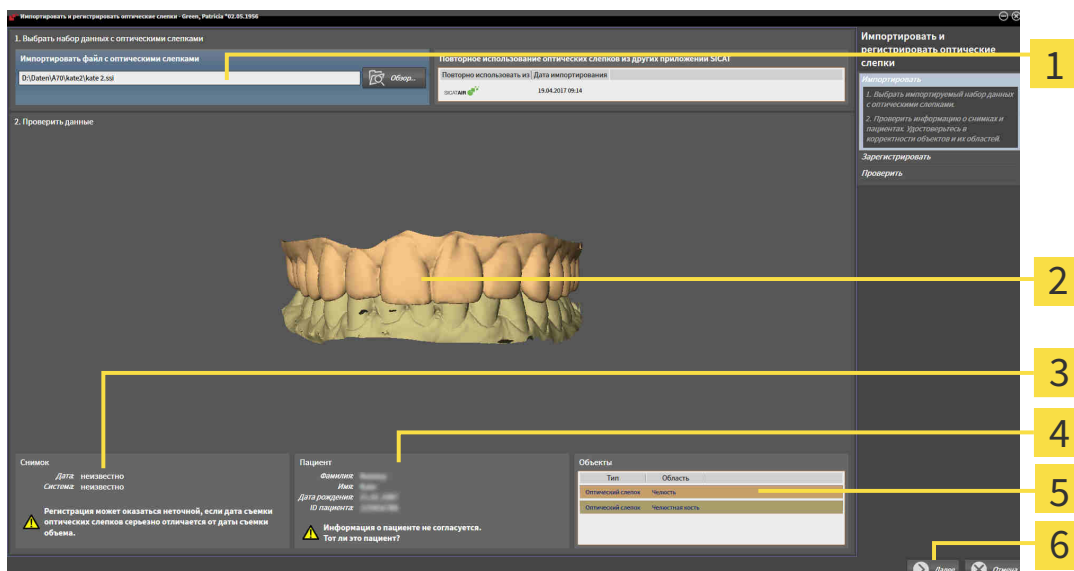 Импортировать и регистрировать оптические слепки - Green, Patricia *02.05.1956
1. Выбрать набор данных с оптическими слепками
Импортировать файл с оптическими слепками
D:\Daten\A70\kate2\kate 2.ssi
Обзор...
Повторное использование оптических слепков из других приложений SICAT
Повторно использовать из Дата импортирования
SICATAIR 19.04.2017 09:14
2. Проверить данные
Снимок
Дата: неизвестно
Система: неизвестно
Регистрация может оказаться неточной, если дата съемки
оптических слепков серьезно отличается от даты съемки
объема.
Пациент
Фамилия:
Имя:
Дата рождения:
ID пациента:
Информация о пациенте не согласуется.
Тот ли это пациент?
Объекты
Тип Область
Оптический слепок Челюсть
Оптический слепок Челюстная кость
Импортировать и
регистрировать оптические
слепки
Импортировать
1. Выбрать импортируемый набор данных
с оптическими слепками.
2. Проверить информацию о снимках и
пациентах. Удостоверьтесь в
корректности объектов и их областей.
Зарегистрировать
Проверить
Далее
Отмена
1
2
3
4
5
6